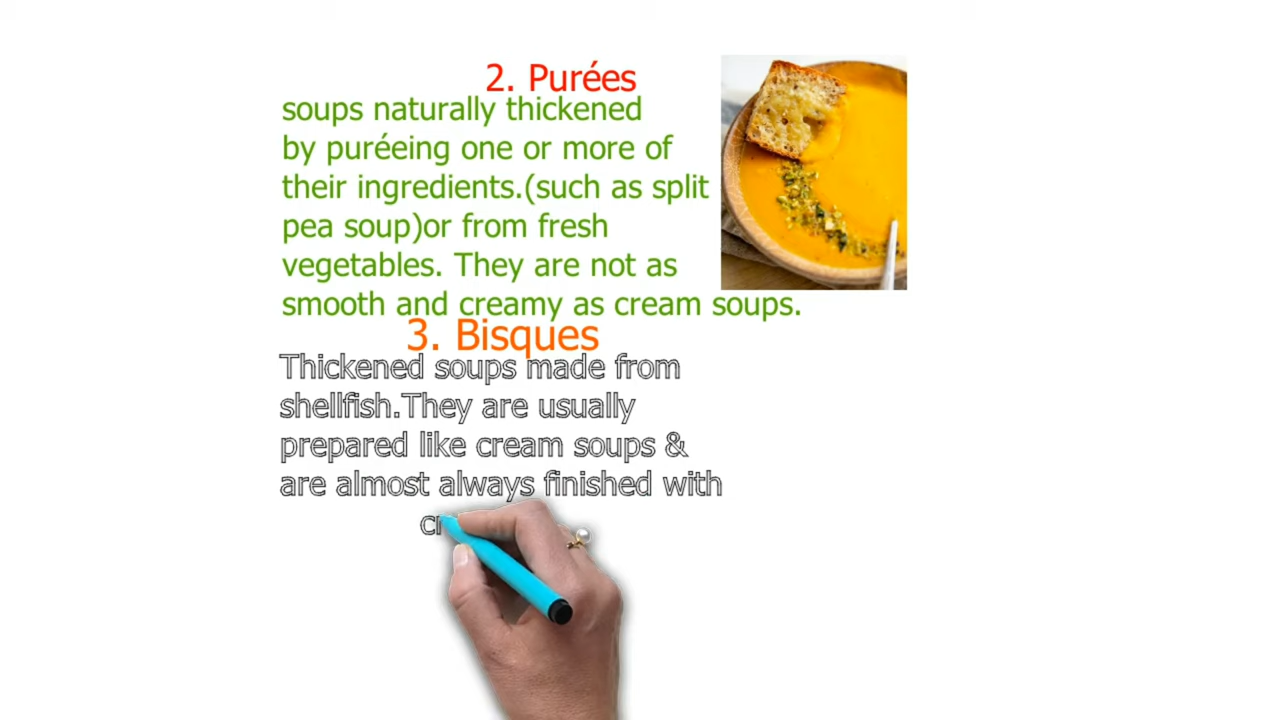 2. Purées
soups naturally thickened
by puréeing one or more of
their ingredients.(such as split
pea soup)or from fresh
vegetables. They are not as
smooth and creamy as cream soups.
3. Bisques
Thickened soups made from
shellfish.They are usually
prepared like cream soups &
are almost always finished with